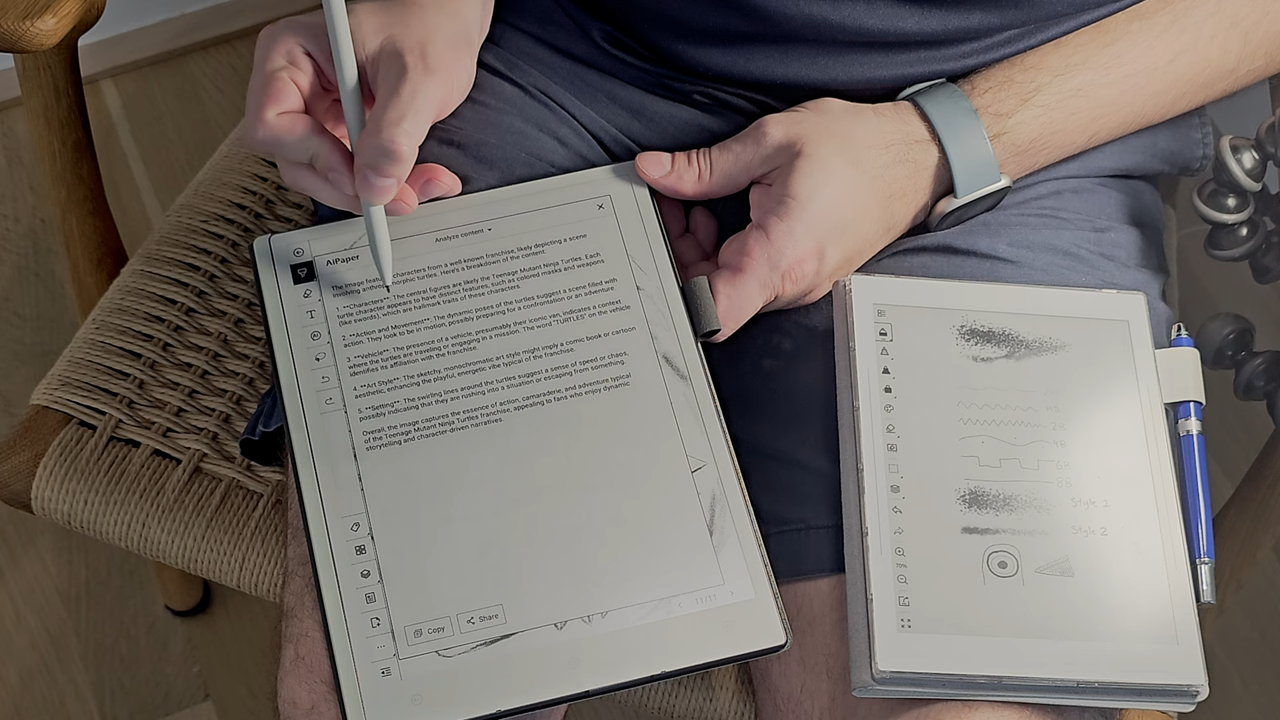 Analyze content
AiPaper
The image features characters from a well-known franchise, likely depicting a scene
involving anthropomorphic turtles. Here's a breakdown of the content:
1. **Characters**: The central figures are likely the Teenage Mutant Ninja Turtles. Each
turtle character appears to have distinct features, such as colored masks and weapons
(like swords), which are hallmark traits of these characters.
2. **Action and Movement**: The dynamic poses of the turtles suggest a scene filled with
action. They look to be in motion, possibly preparing for a confrontation or an adventure
3. **Vehicle**: The presence of a vehicle, presumably their iconic van, indicates a context
where the turtles are traveling or engaging in a mission. The word "TURTLES" on the vehicle
identifies its affiliation with the franchise.
4. **Art Style**: The sketchy, monochromatic art style might imply a comic book or cartoon
aesthetic, enhancing the playful, energetic vibe typical of the franchise.
5. **Setting**: The swirling lines around the turtles suggest a sense of speed or chaos,
possibly indicating that they are rushing into a situation or escaping from something.
Overall, the image captures the essence of action, camaraderie, and adventure typical
of the Teenage Mutant Ninja Turtles franchise, appealing to fans who enjoy dynamic
storytelling and character-driven narratives.
Copy
Share
11/11
2B
4B
6B
8B
Style 1
Style 2
70%